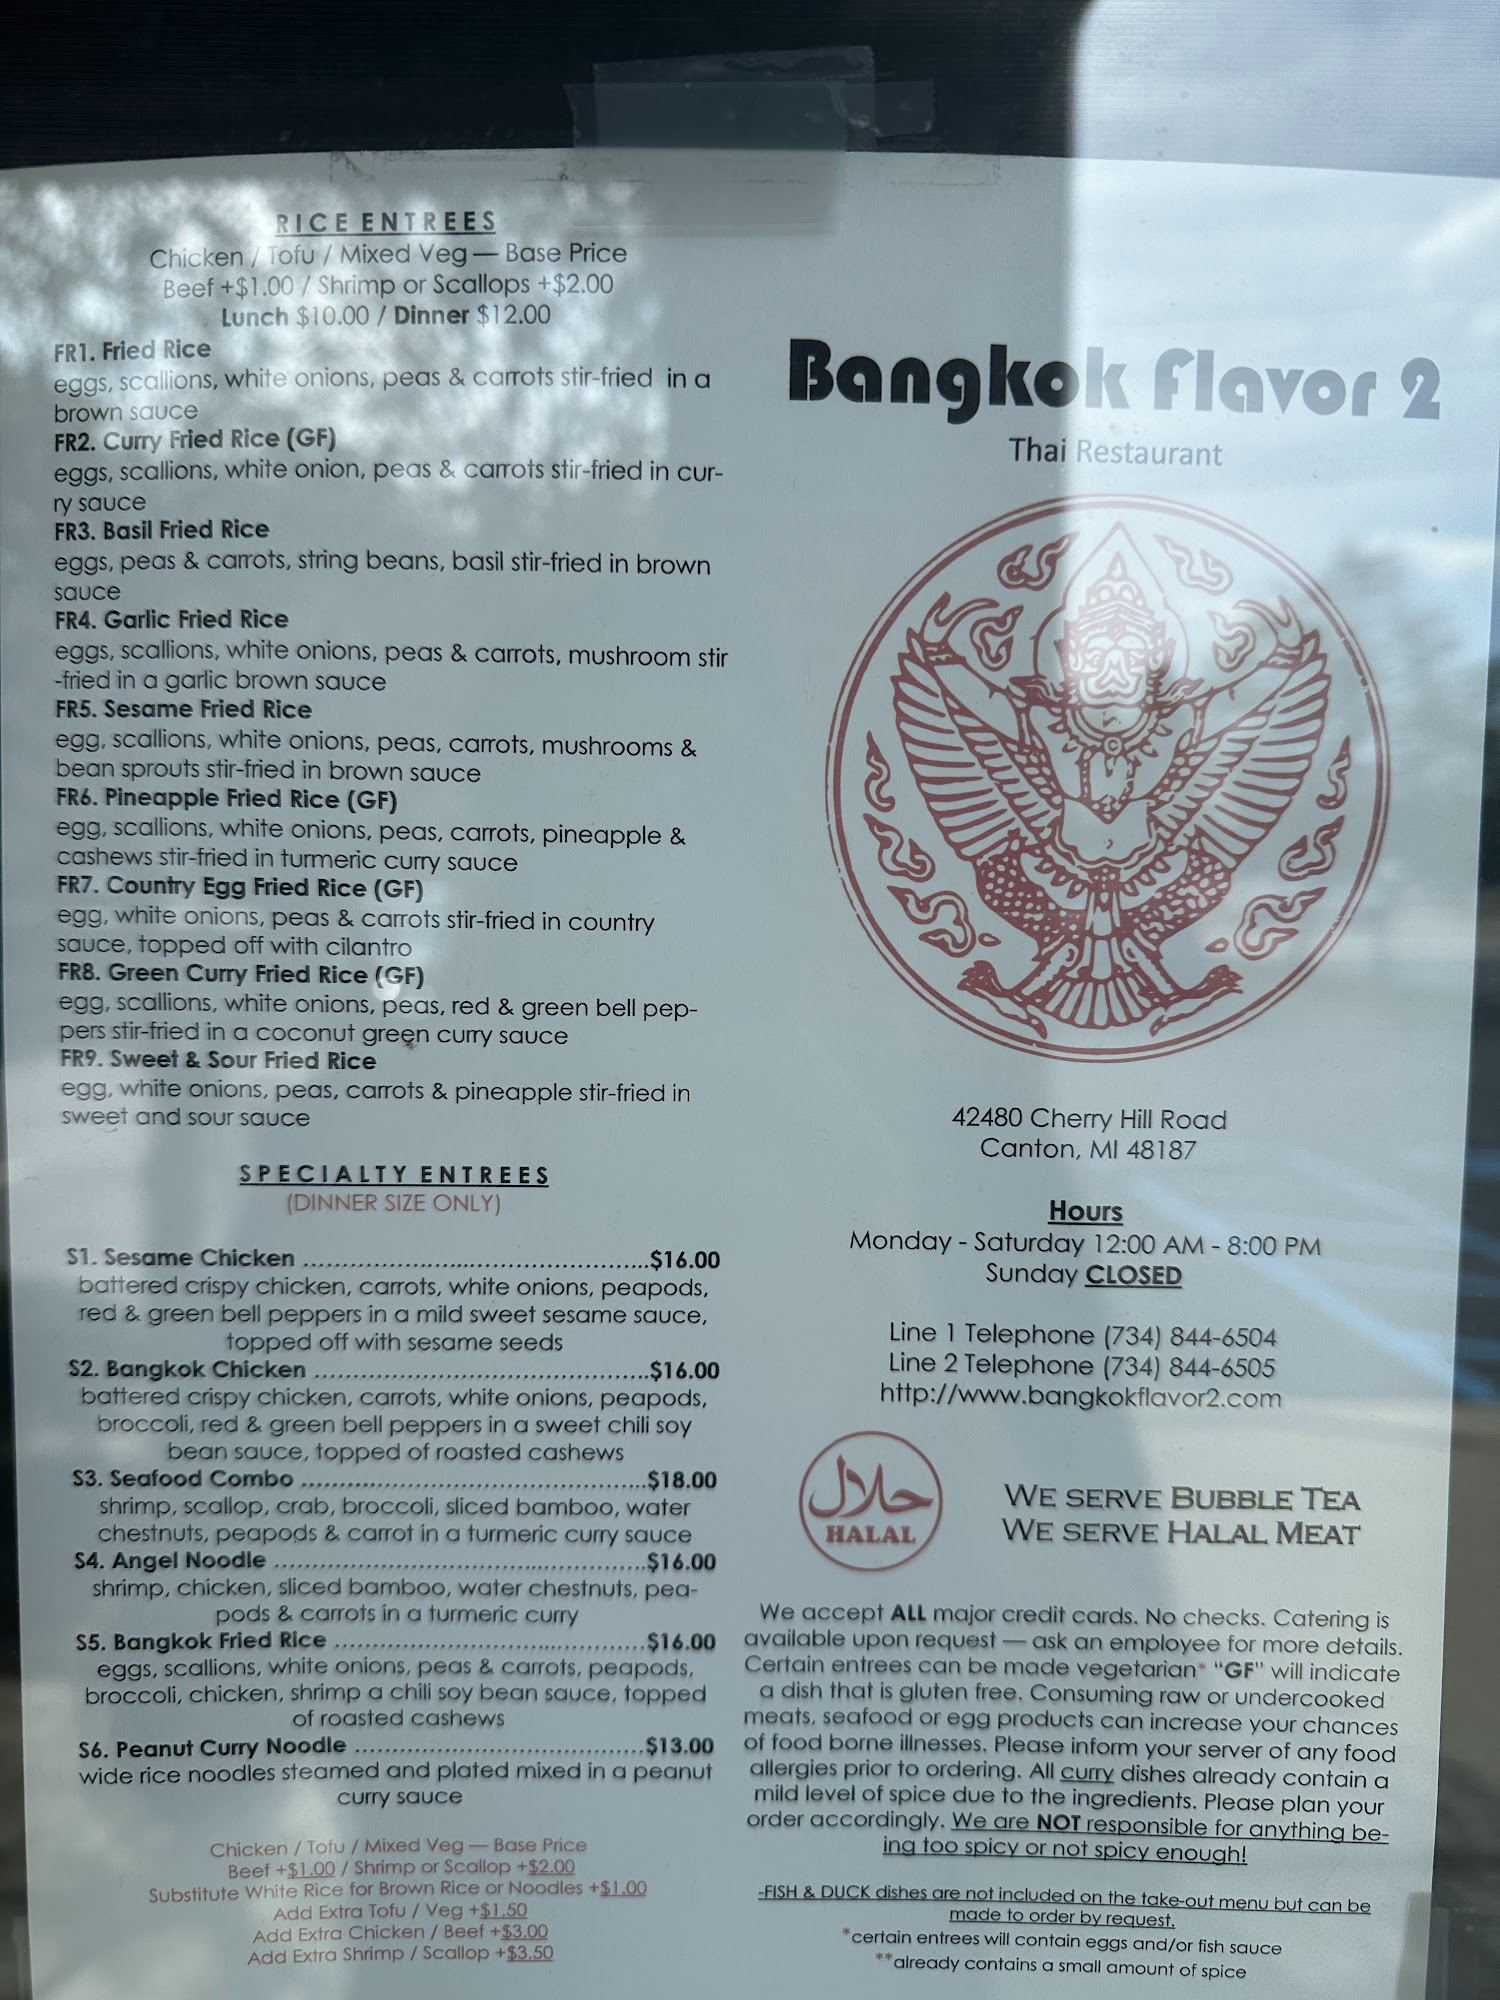 RICE ENTREES
Chicken / Tofu / Mixed Veg — Base Price
Beef +$1.00 / Shrimp or Scallops +$2.00
Lunch $10.00 / Dinner $12.00
FR1. Fried Rice
eggs, scallions, white onions, peas & carrots stir-fried in a
brown sauce
FR2. Curry Fried Rice (GF)
eggs, scallions, white onion, peas & carrots stir-fried in cur-
ry sauce
FR3. Basil Fried Rice
eggs, peas & carrots, string beans, basil stir-fried in brown
sauce
FR4. Garlic Fried Rice
eggs, scallions, white onions, peas & carrots, mushroom stir
-fried in a garlic brown sauce
FR5. Sesame Fried Rice
egg, scallions, white onions, peas, carrots, mushrooms &
bean sprouts stir-fried in brown sauce
FR6. Pineapple Fried Rice (GF)
egg, scallions, white onions, peas, carrots, pineapple &
cashews stir-fried in turmeric curry sauce
FR7. Country Egg Fried Rice (GF)
egg, white onions, peas & carrots stir-fried in country
sauce, topped off with cilantro
FR8. Green Curry Fried Rice (GF)
egg, scallions, white onions, peas, red & green bell pep-
pers stir-fried in a coconut green curry sauce
FR9. Sweet & Sour Fried Rice
egg, white onions, peas, carrots & pineapple stir-fried in
sweet and sour sauce
SPECIALTY ENTREES
(DINNER SIZE ONLY)
S1. Sesame Chicken ................................................$16.00
battered crispy chicken, carrots, white onions, peapods,
red & green bell peppers in a mild sweet sesame sauce,
topped off with sesame seeds
S2. Bangkok Chicken ..............................................$16.00
battered crispy chicken, carrots, white onions, peapods,
broccoli, red & green bell peppers in a sweet chili soy
bean sauce, topped of roasted cashews
S3. Seafood Combo ................................................$18.00
shrimp, scallop, crab, broccoli, sliced bamboo, water
chestnuts, peapods & carrot in a turmeric curry sauce
S4. Angel Noodle ....................................................$16.00
shrimp, chicken, sliced bamboo, water chestnuts, pea-
pods & carrots in a turmeric curry
S5. Bangkok Fried Rice ...........................................$16.00
eggs, scallions, white onions, peas & carrots, peapods,
broccoli, chicken, shrimp a chili soy bean sauce, topped
of roasted cashews
S6. Peanut Curry Noodle ........................................$13.00
wide rice noodles steamed and plated mixed in a peanut
curry sauce
Chicken / Tofu / Mixed Veg — Base Price
Beef +$1.00 / Shrimp or Scallop +$2.00
Substitute White Rice for Brown Rice or Noodles +$1.00
Add Extra Tofu / Veg +$1.50
Add Extra Chicken / Beef +$3.00
Add Extra Shrimp / Scallop +$3.50
Bangkok Flavor 2
Thai Restaurant
42480 Cherry Hill Road
Canton, MI 48187
Hours
Monday - Saturday 12:00 AM - 8:00 PM
Sunday CLOSED
Line 1 Telephone (734) 844-6504
Line 2 Telephone (734) 844-6505
http://www.bangkokflavor2.com
حلال
HALAL
WE SERVE BUBBLE TEA
WE SERVE HALAL MEAT
We accept ALL major credit cards. No checks. Catering is
available upon request — ask an employee for more details.
Certain entrees can be made vegetarian* "GF" will indicate
a dish that is gluten free. Consuming raw or undercooked
meats, seafood or egg products can increase your chances
of food borne illnesses. Please inform your server of any food
allergies prior to ordering. All curry dishes already contain a
mild level of spice due to the ingredients. Please plan your
order accordingly. We are NOT responsible for anything be-
ing too spicy or not spicy enough!
-FISH & DUCK dishes are not included on the take-out menu but can be
made to order by request.
*certain entrees will contain eggs and/or fish sauce
**already contains a small amount of spice